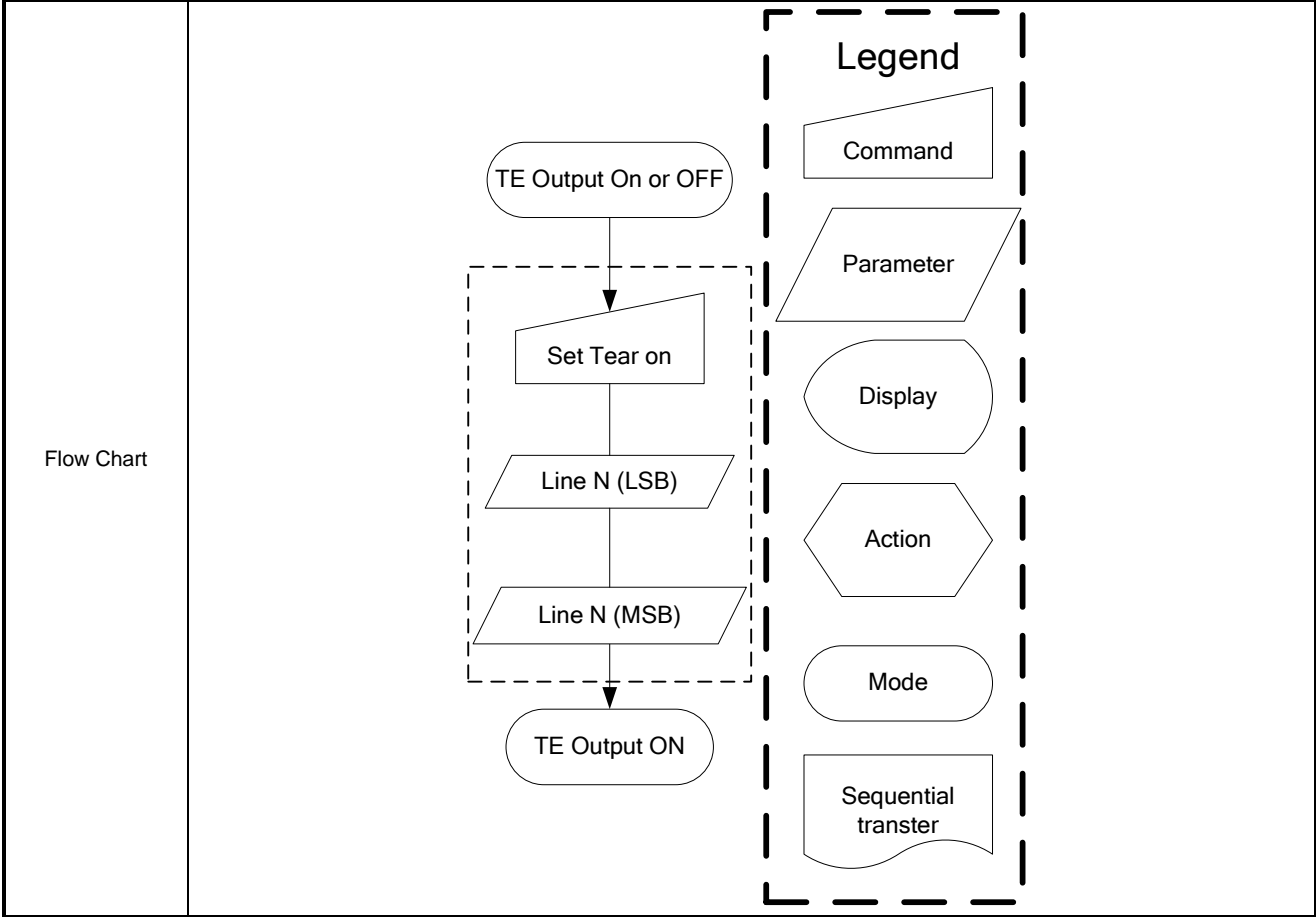 Flow Chart
TE Output On or OFF
Set Tear on
Line N (LSB)
Line N (MSB)
TE Output ON
Legend
Command
Parameter
Display
Action
Mode
Sequential
transter